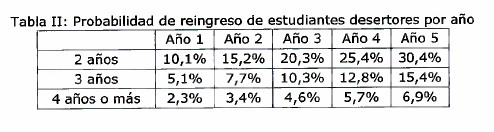 Tabla II: Probabilidad de reingreso de estudiantes desertores por año
Año 1 Año 2 Año 3 Año 4 Año 5
2 años 10,1% 15,2% 20,3% 25,4% 30,4%
3 años 5,1% 7,7% 10,3% 12,8% 15,4%
4 años o más 2,3% 3,4% 4,6% 5,7% 6,9%